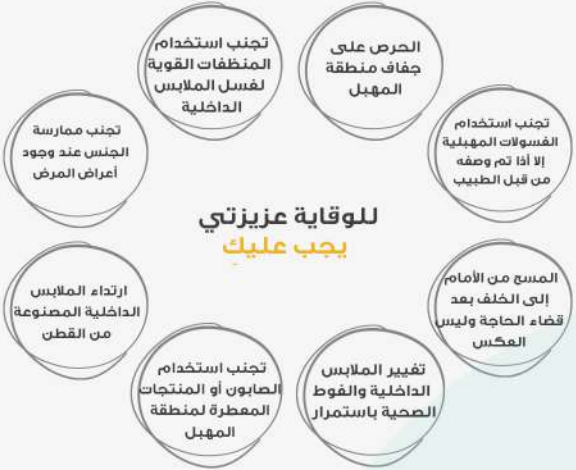 للوقاية عزيزتي
يجب عليك
الحرص على
جفاف منطقة
المهبل
تجنب استخدام
الغسولات المهبلية
إلا أذا تم وصفه
من قبل الطبيب
المسح من الأمام
إلى الخلف بعد
قضاء الحاجة وليس
العكس
تغيير الملابس
الداخلية والفوط
الصحية باستمرار
تجنب استخدام
الصابون أو المنتجات
المعطرة لمنطقة
المهبل
ارتداء الملابس
الداخلية المصنوعة
من القطن
تجنب ممارسة
الجنس عند وجود
أعراض المرض
تجنب استخدام
المنظفات القوية
لغسل الملابس
الداخلية